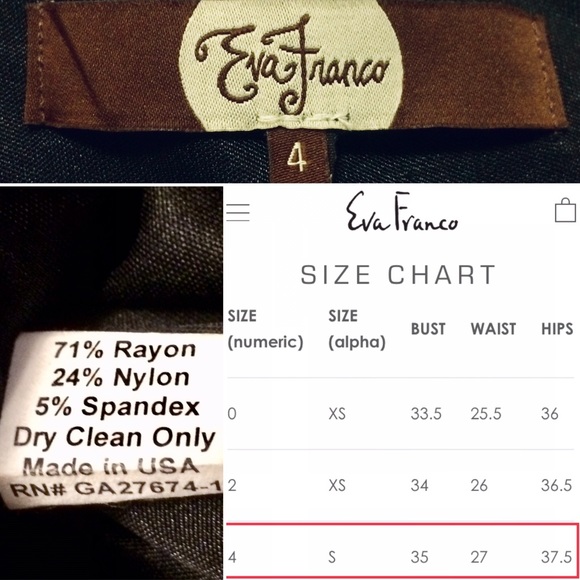 Eva Franco
4
71% Rayon
24% Nylon
5% Spandex
Dry Clean Only
Made in USA
RN# GA27674-1
Eva Franco
SIZE CHART
SIZE (numeric) SIZE (alpha) BUST WAIST HIPS
0 XS 33.5 25.5 36
2 XS 34 26 36.5
4 S 35 27 37.5